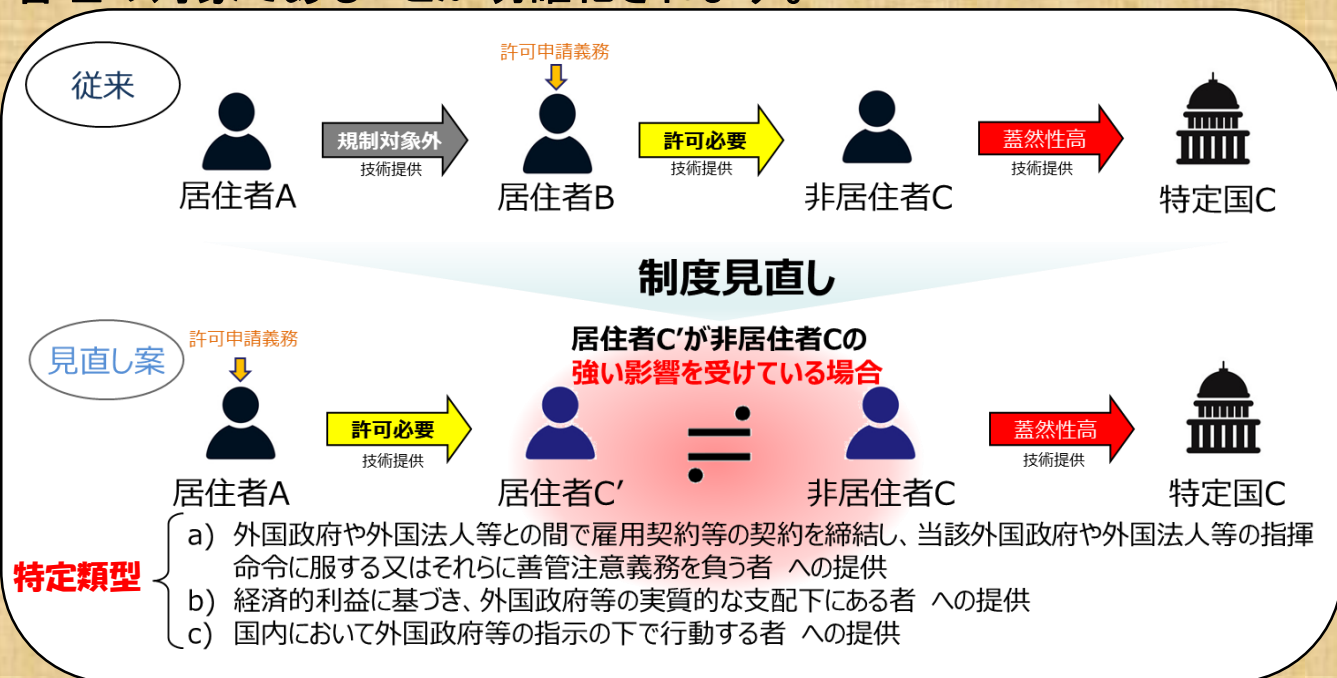 従来
許可申請義務
規制対象外
技術提供
許可必要
技術提供
蓋然性高
技術提供
居住者A
居住者B
非居住者C
特定国C
制度見直し
見直し案
許可申請義務
居住者C′が非居住者Cの
強い影響を受けている場合
許可必要
技術提供
≒
蓋然性高
技術提供
居住者A
居住者C′
非居住者C
特定国C
特定類型
a) 外国政府や外国法人等との間で雇用契約等の契約を締結し、当該外国政府や外国法人等の指揮
命令に服する又はそれらに善管注意義務を負う者 への提供
b) 経済的利益に基づき、外国政府等の実質的な支配下にある者 への提供
c) 国内において外国政府等の指示の下で行動する者 への提供